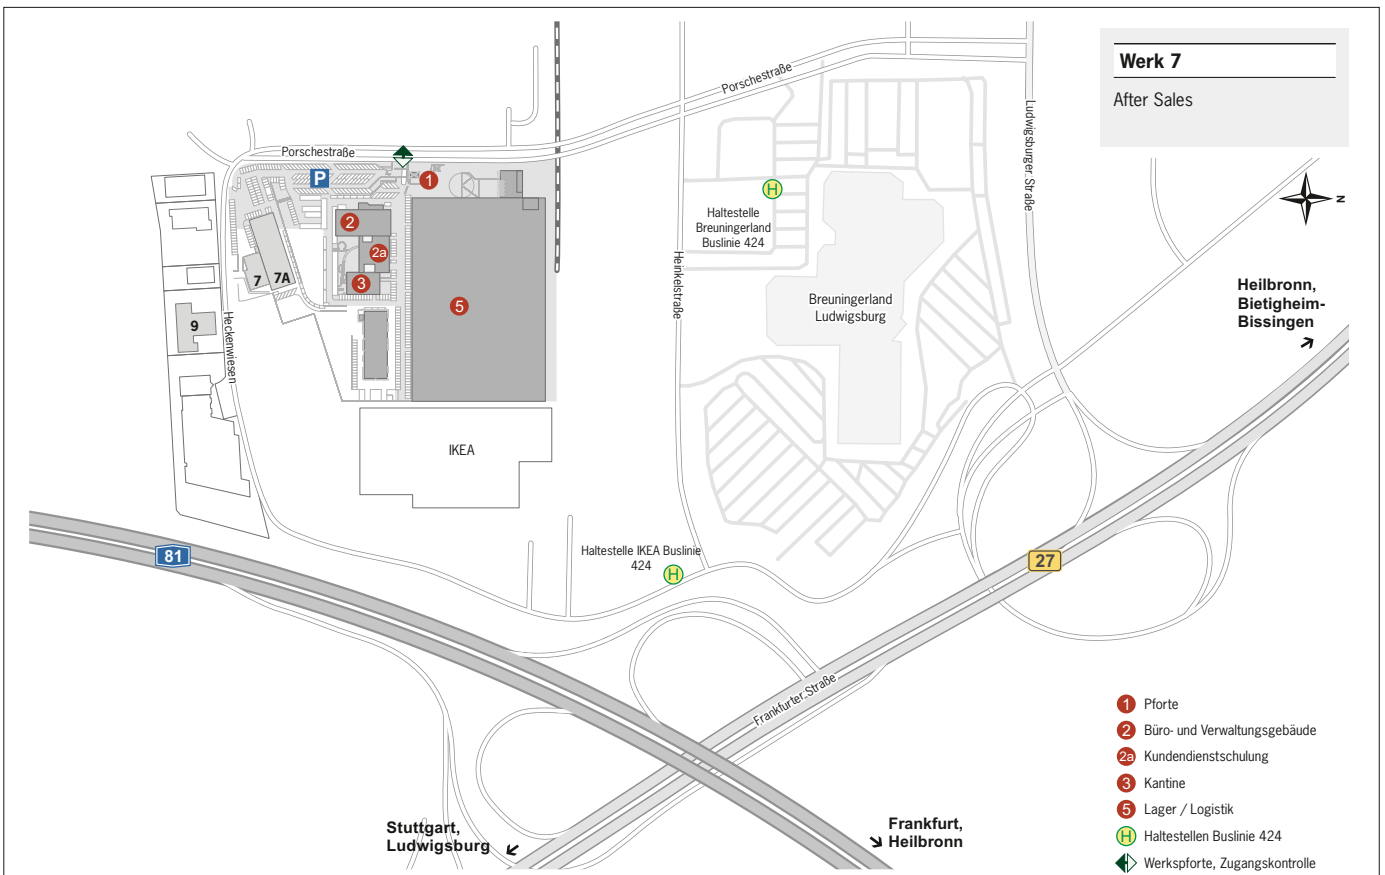 Werk 7
After Sales
N
Porschestraße
Porschestraße
Ludwigsburger Straße
P
1
2
2a
3
5
7
7A
9
H
Haltestelle
Breuningerland
Buslinie 424
Heinkelstraße
Heckenwiesen
Breuningerland
Ludwigsburg
Heilbronn,
Bietigheim-
Bissingen
IKEA
81
Haltestelle IKEA Buslinie
424
H
27
Frankfurter Straße
Stuttgart,
Ludwigsburg
Frankfurt,
Heilbronn
1 Pforte
2 Büro- und Verwaltungsgebäude
2a Kundendienstschulung
3 Kantine
5 Lager / Logistik
H Haltestellen Buslinie 424
Werkspforte, Zugangskontrolle